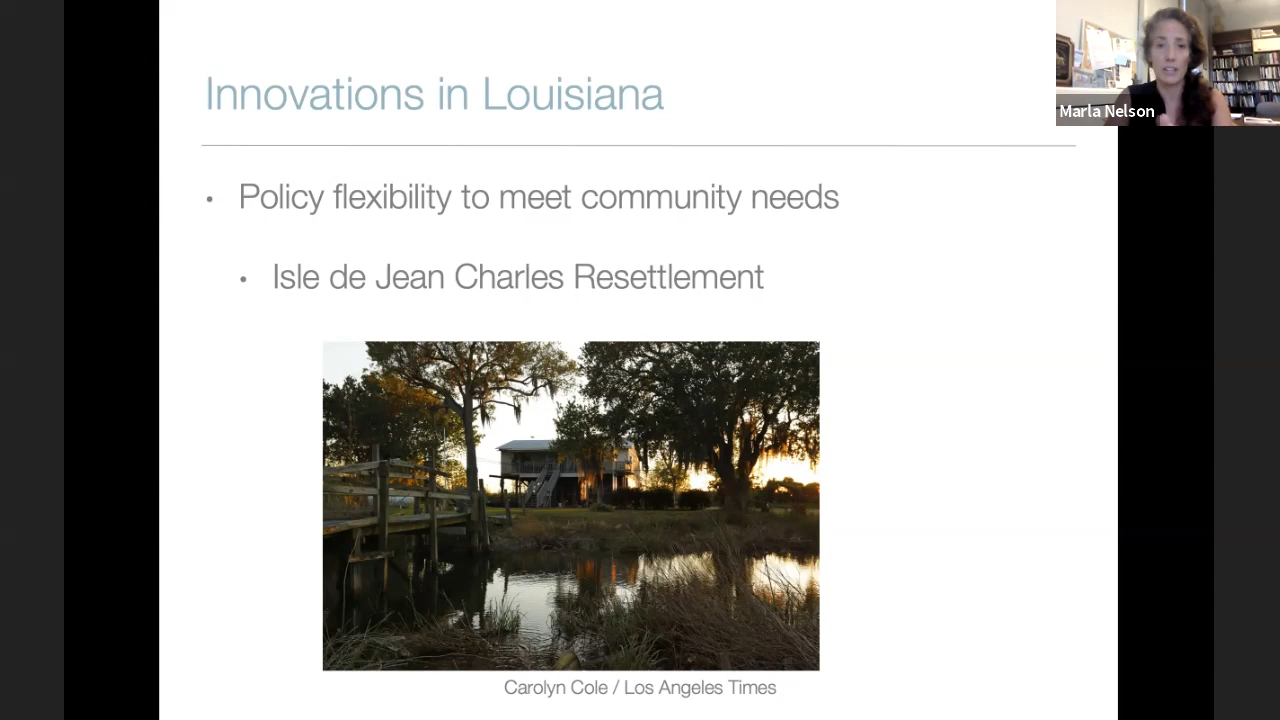 Innovations in Louisiana
Marla Nelson
• Policy flexibility to meet community needs
• Isle de Jean Charles Resettlement
Carolyn Cole / Los Angeles Times